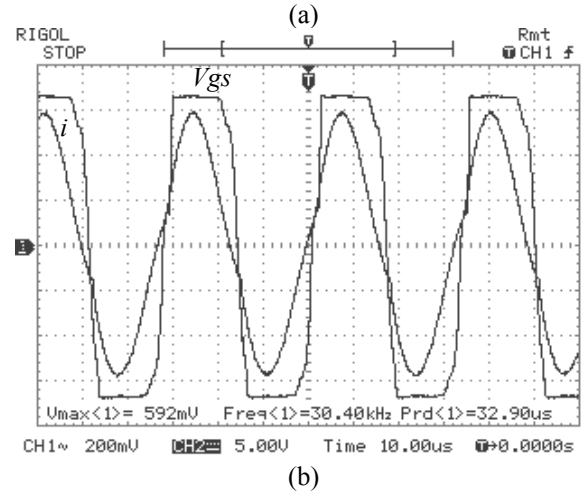 (a)
RIGOL Rmt
STOP T CH1
T
Vgs
T
i
1
Vmax<1>= 592mV Freq<1>=30.40kHz Prd<1>=32.90us
CH1~ 200mV CH2 5.00V Time 10.00us T→0.0000s
(b)